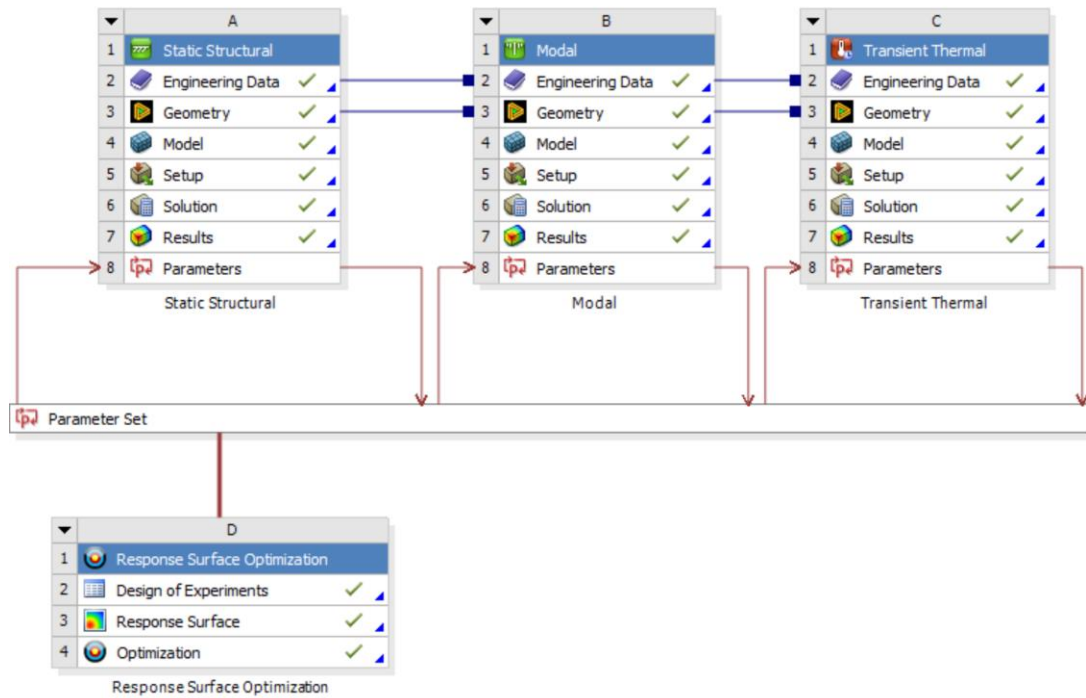 A
1 Static Structural
2 Engineering Data
3 Geometry
4 Model
5 Setup
6 Solution
7 Results
8 Parameters
Static Structural
B
1 Modal
2 Engineering Data
3 Geometry
4 Model
5 Setup
6 Solution
7 Results
8 Parameters
Modal
C
1 Transient Thermal
2 Engineering Data
3 Geometry
4 Model
5 Setup
6 Solution
7 Results
8 Parameters
Transient Thermal
Parameter Set
D
1 Response Surface Optimization
2 Design of Experiments
3 Response Surface
4 Optimization
Response Surface Optimization